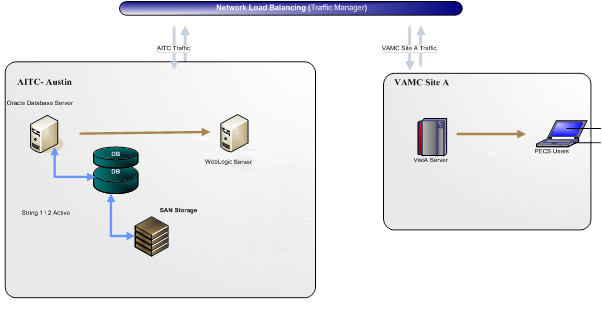 Network Load Balancing (Traffic Manager)
AITC Traffic
VAMC Site A Traffic
AITC- Austin
VAMC Site A
Oracle Database Server
DB
DB
WebLogic Server
VistA Server
PECS Users
String 1 \ 2 Active
SAN Storage